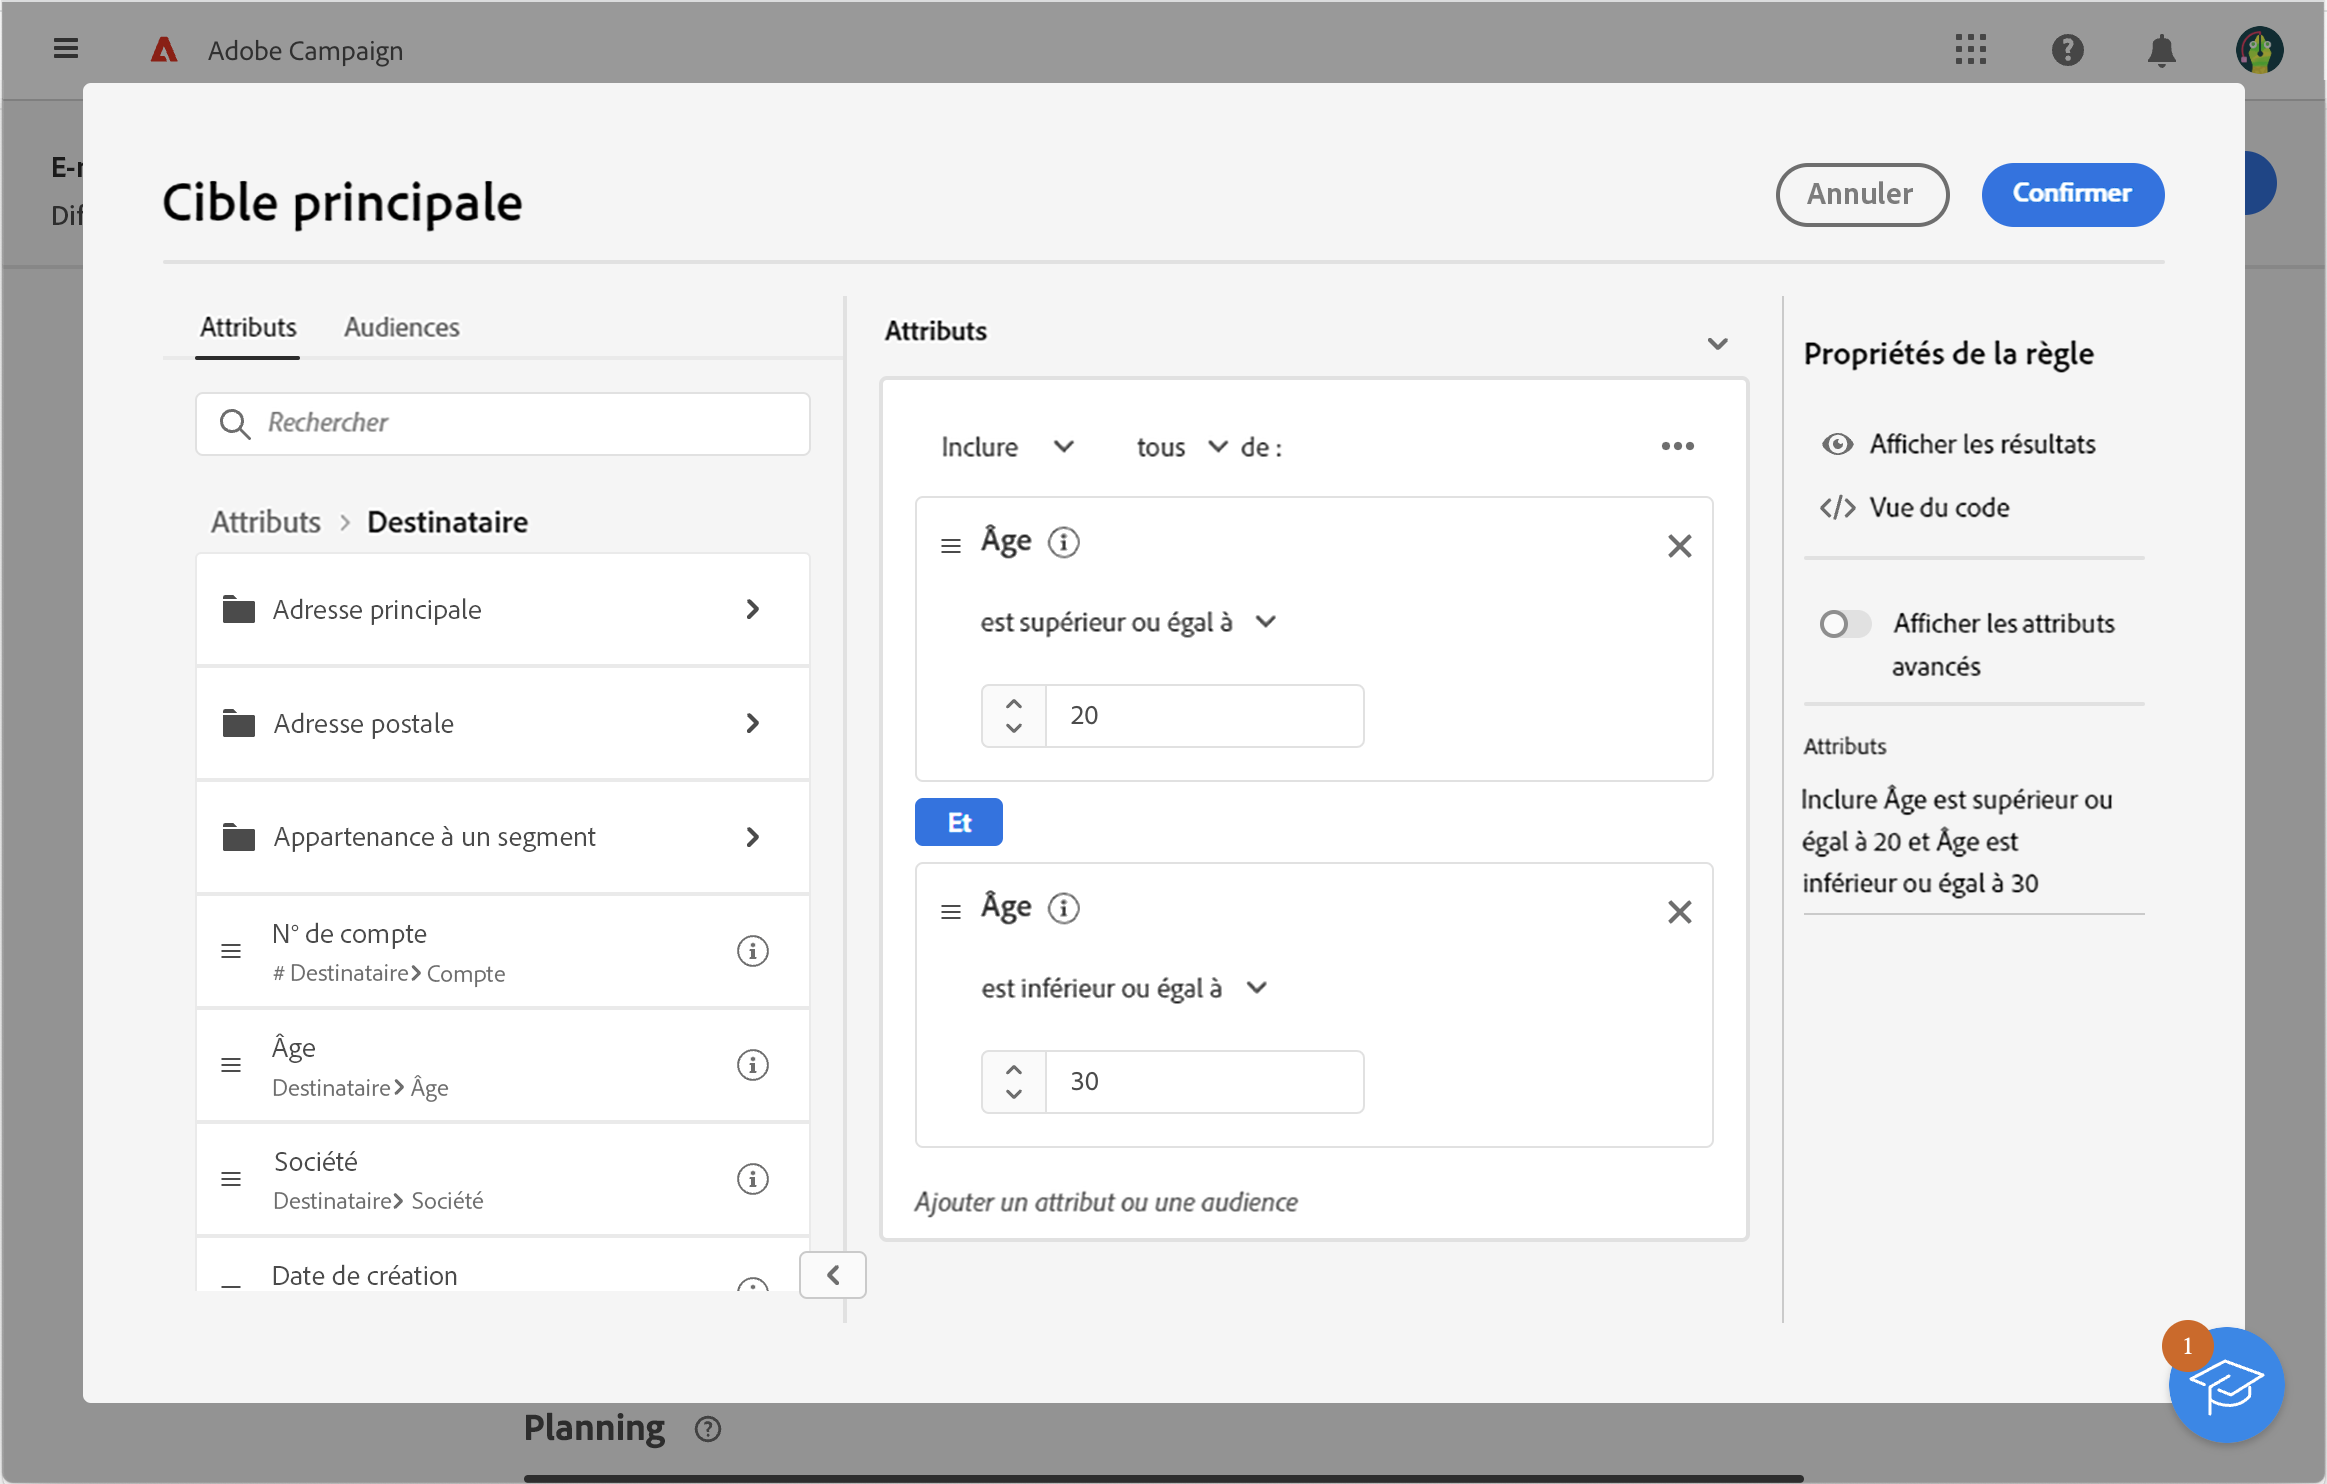 Adobe Campaign
Cible principale
Annuler
Confirmer
Attributs
Audiences
Rechercher
Attributs > Destinataire
Adresse principale
Adresse postale
Appartenance à un segment
N° de compte
# Destinataire> Compte
Âge
Destinataire> Âge
Société
Destinataire> Société
Date de création
Attributs
Inclure tous de :
Âge
est supérieur ou égal à
20
Et
Âge
est inférieur ou égal à
30
Ajouter un attribut ou une audience
Propriétés de la règle
Afficher les résultats
</> Vue du code
Afficher les attributs
avancés
Attributs
Inclure Âge est supérieur ou
égal à 20 et Âge est
inférieur ou égal à 30
1
Planning